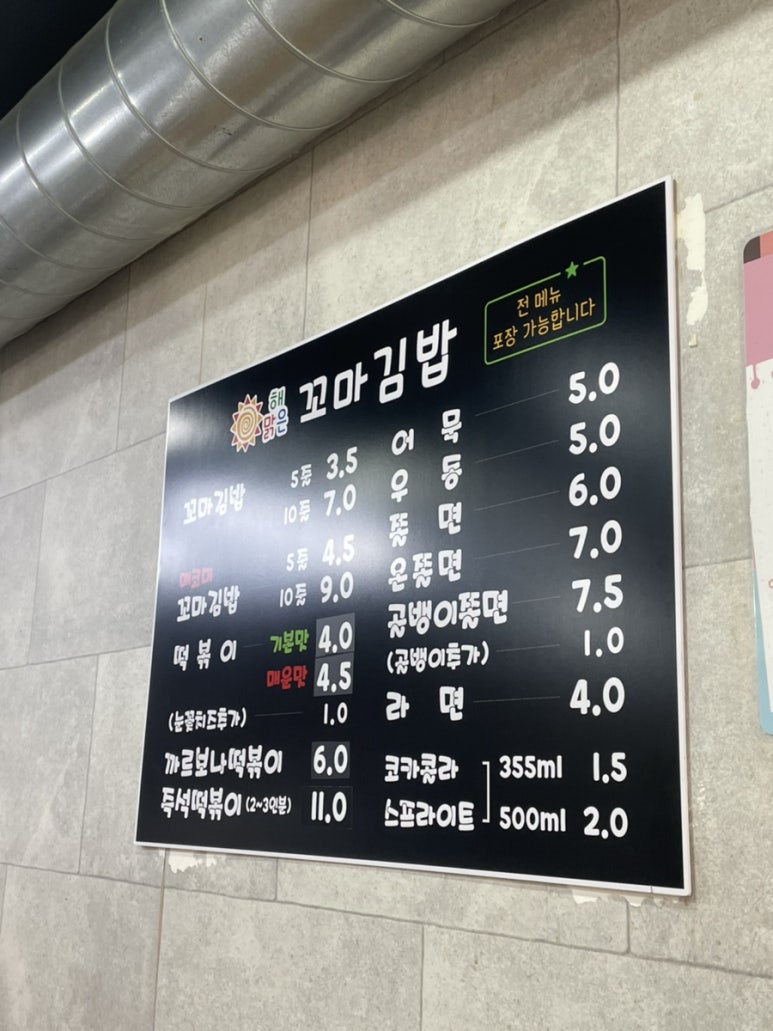 해
맑은
꼬마김밥
전 메뉴
포장 가능합니다
꼬마김밥 5줄 3.5
10줄 7.0
매코미
꼬마김밥 5줄 4.5
10줄 9.0
떡볶이 기본맛 4.0
매운맛 4.5
(눈꽃치즈추가) 1.0
까르보나떡볶이 6.0
즉석떡볶이 (2~3인분) 11.0
어묵 5.0
우동 5.0
쫄면 6.0
온쫄면 7.0
골뱅이쫄면 7.5
(골뱅이추가) 1.0
라면 4.0
코카콜라 355ml 1.5
스프라이트 500ml 2.0